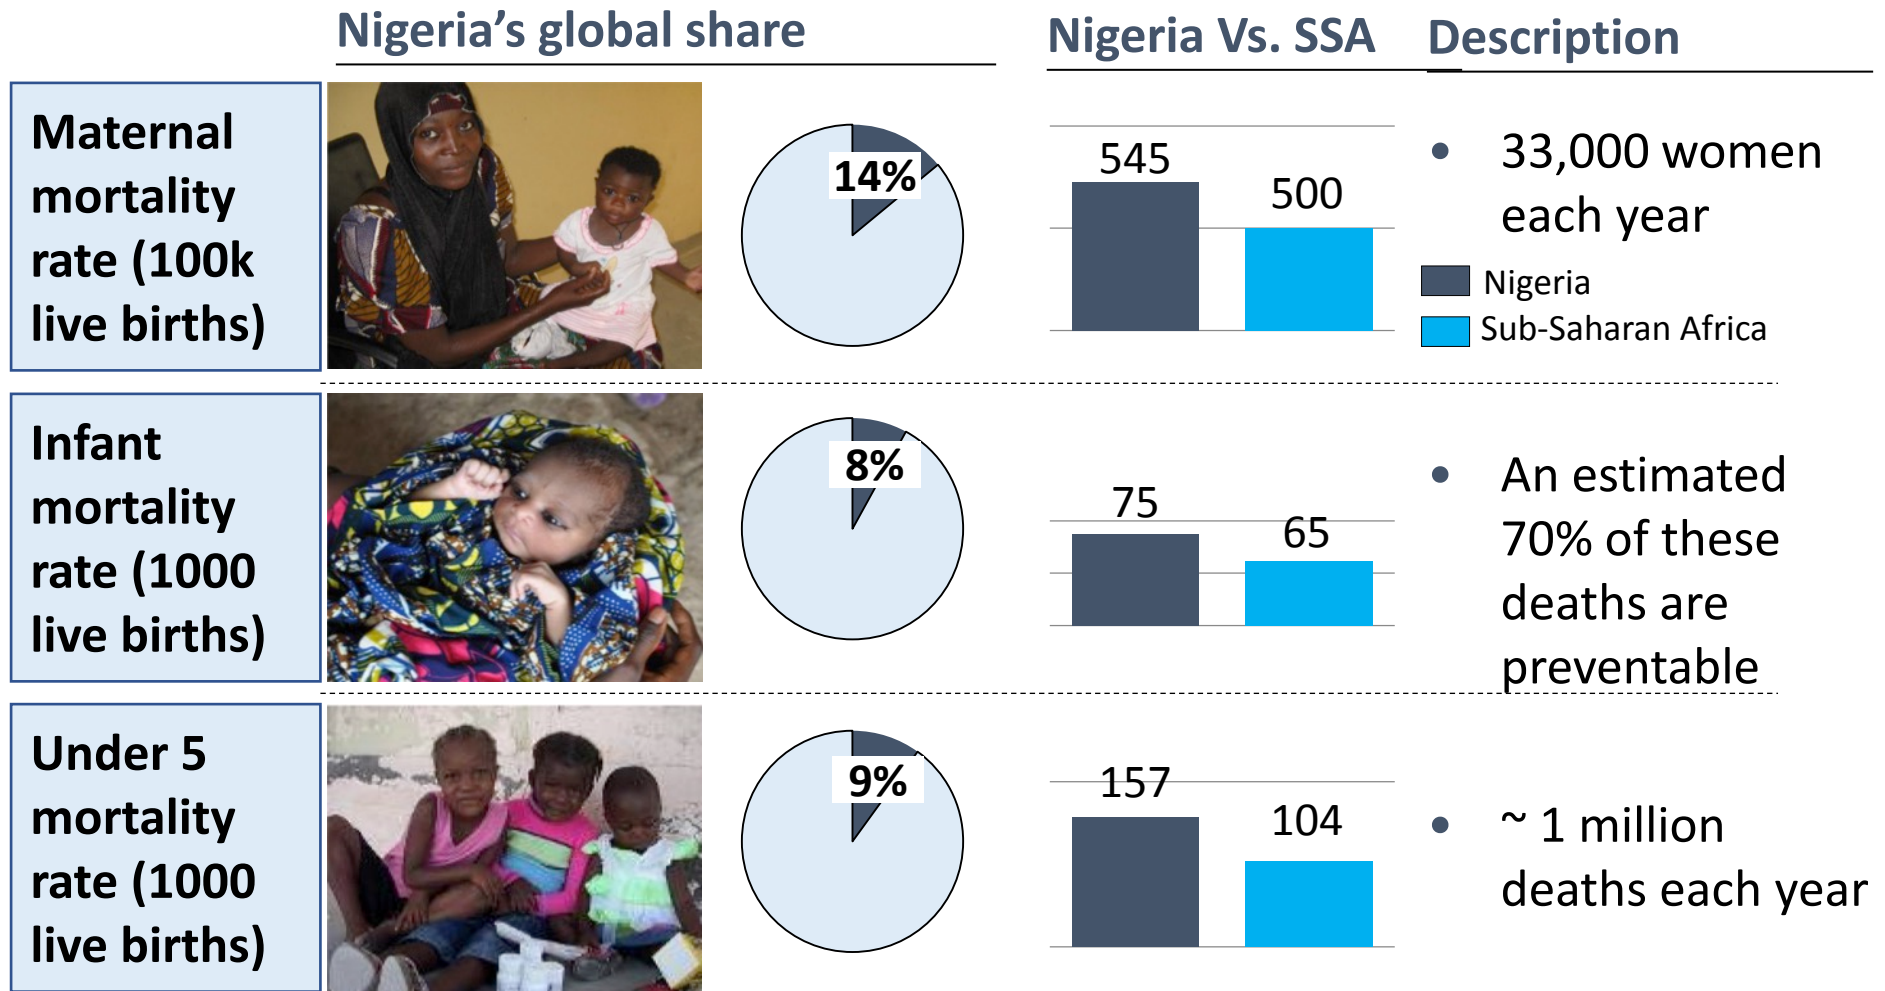 Nigeria’s global share
Nigeria Vs. SSA
Description
Maternal
mortality
rate (100k
live births)
14%
545
500
• 33,000 women
each year
Nigeria
Sub-Saharan Africa
Infant
mortality
rate (1000
live births)
8%
75
65
• An estimated
70% of these
deaths are
preventable
Under 5
mortality
rate (1000
live births)
9%
157
104
• ~ 1 million
deaths each year